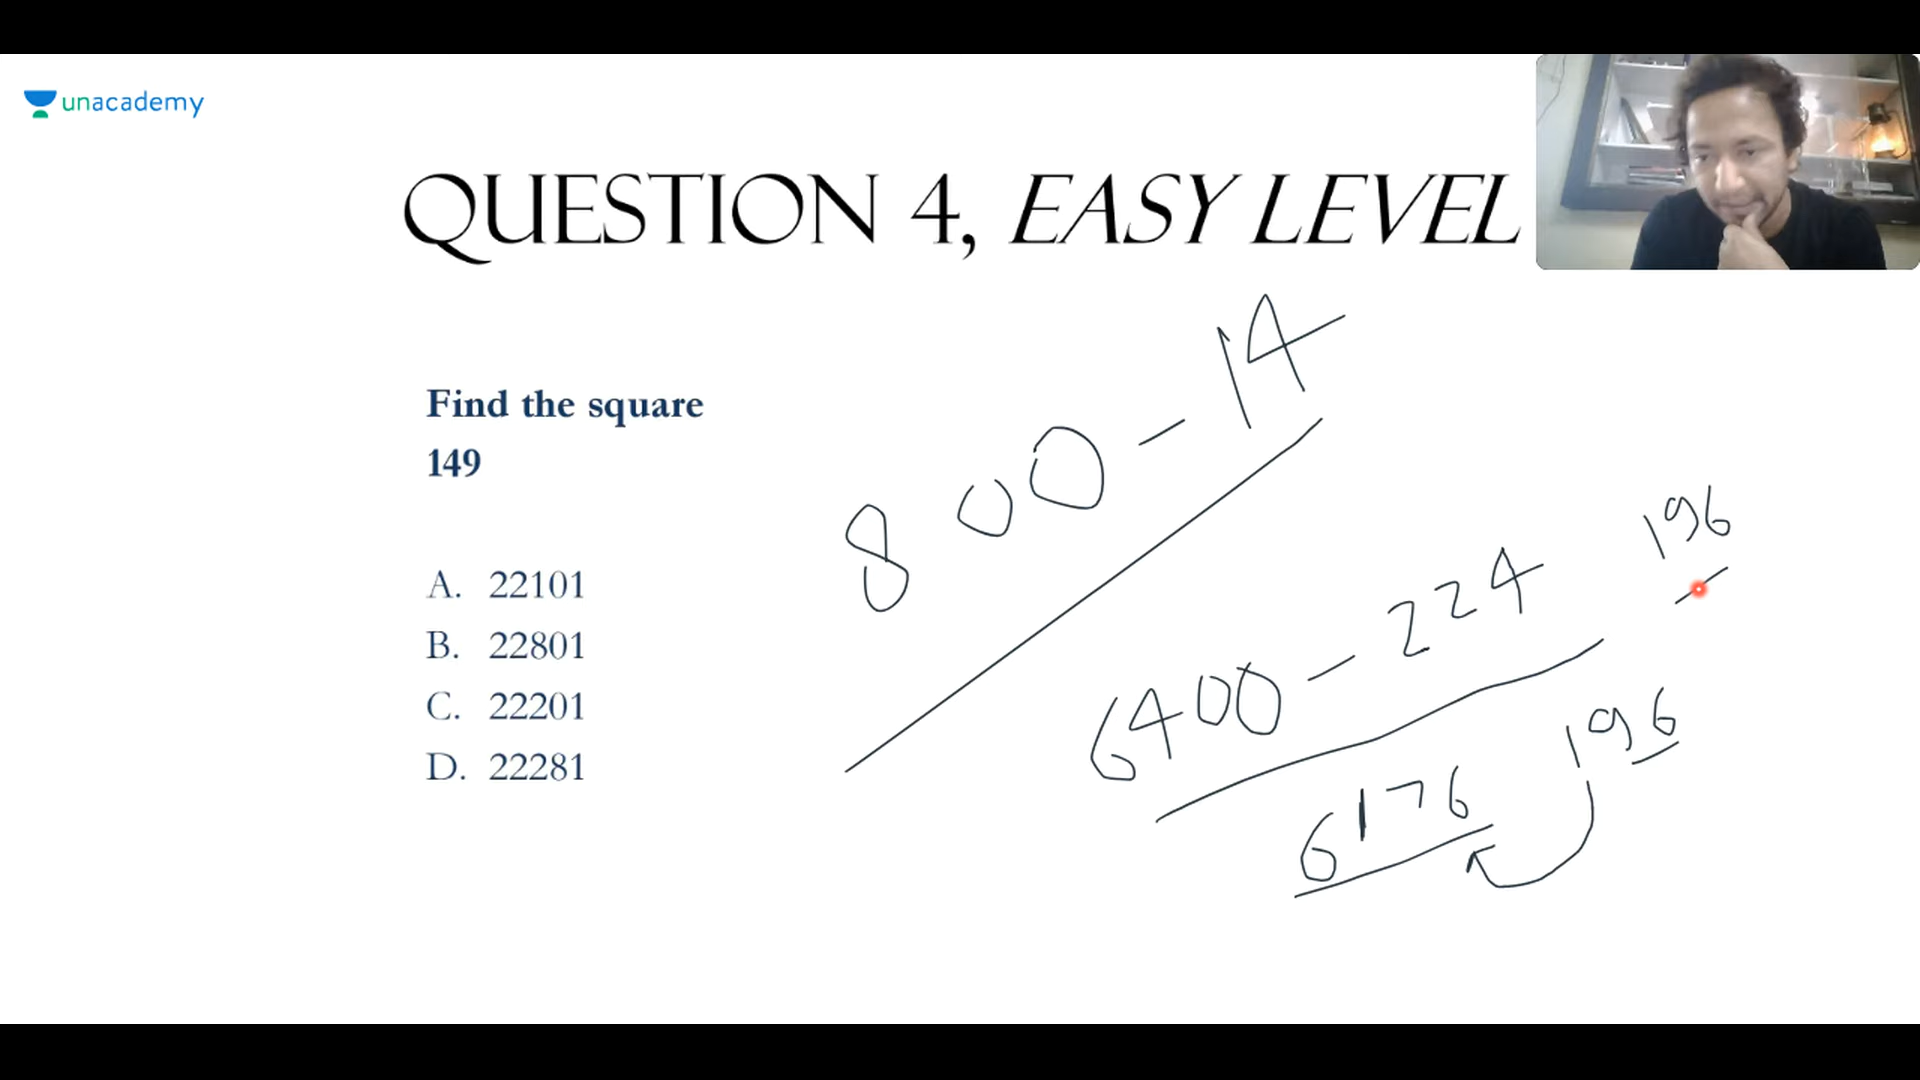 unacademy
QUESTION 4, EASY LEVEL
Find the square
149
A. 22101
B. 22801
C. 22201
D. 22281
800-14
6400-224
196
6176
196